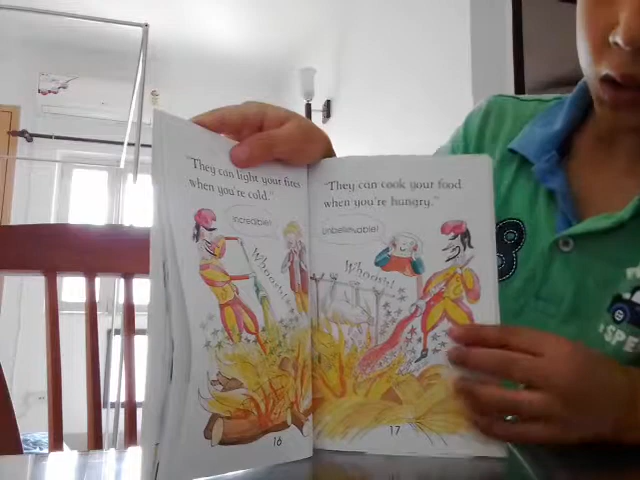 "They can light your fires
when you're cold."
Incredible!
Whoosh!
16
"They can cook your food
when you're hungry."
Unbelievable!
Whoosh!
17
SPE